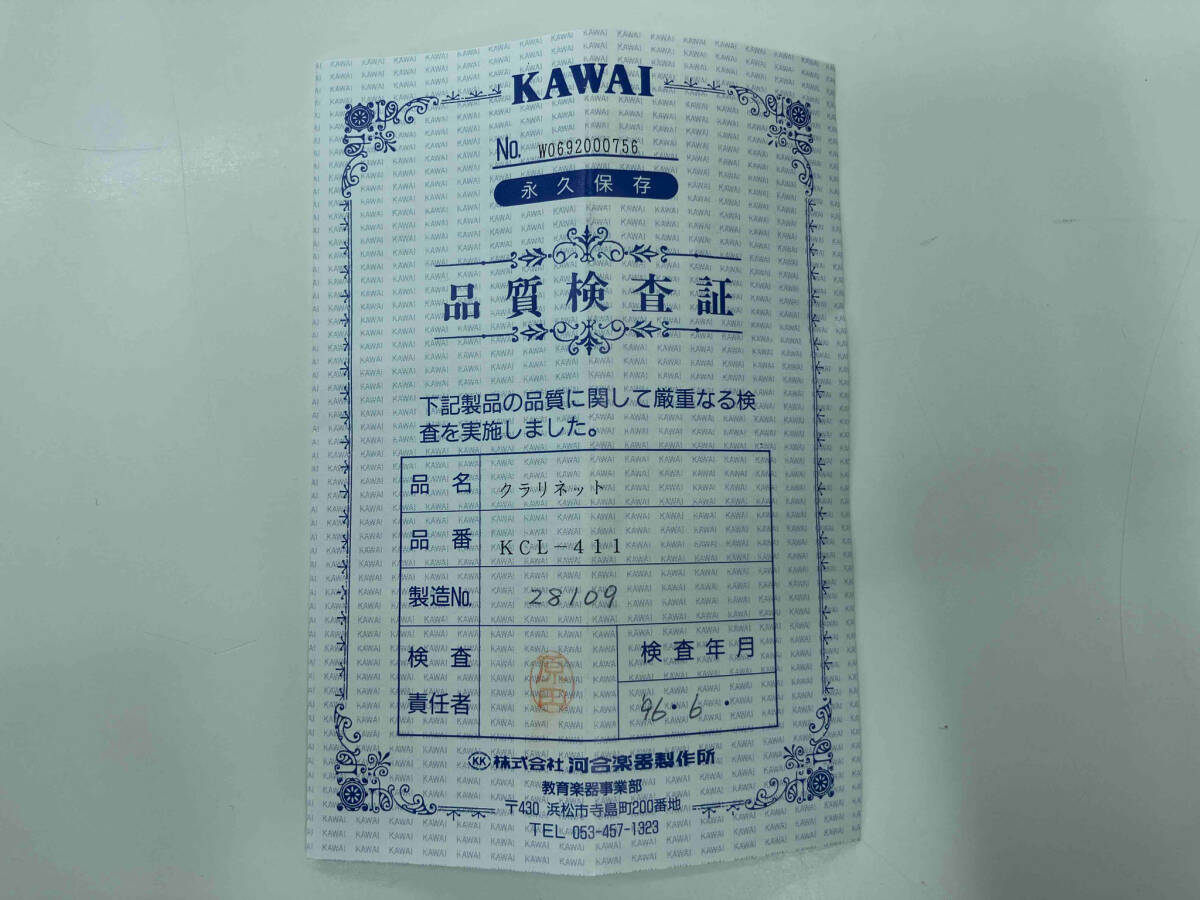 KAWAI
No. W0692000756
永久保存
品質検査証
下記製品の品質に関して厳重なる検
査を実施しました。
品名 クラリネット
品番 KCL-411
製造No. 28109
検査
責任者
原田
検査年月
'96.6.
KK 株式会社 河合楽器製作所
教育楽器事業部
〒430 浜松市寺島町200番地
TEL 053-457-1323